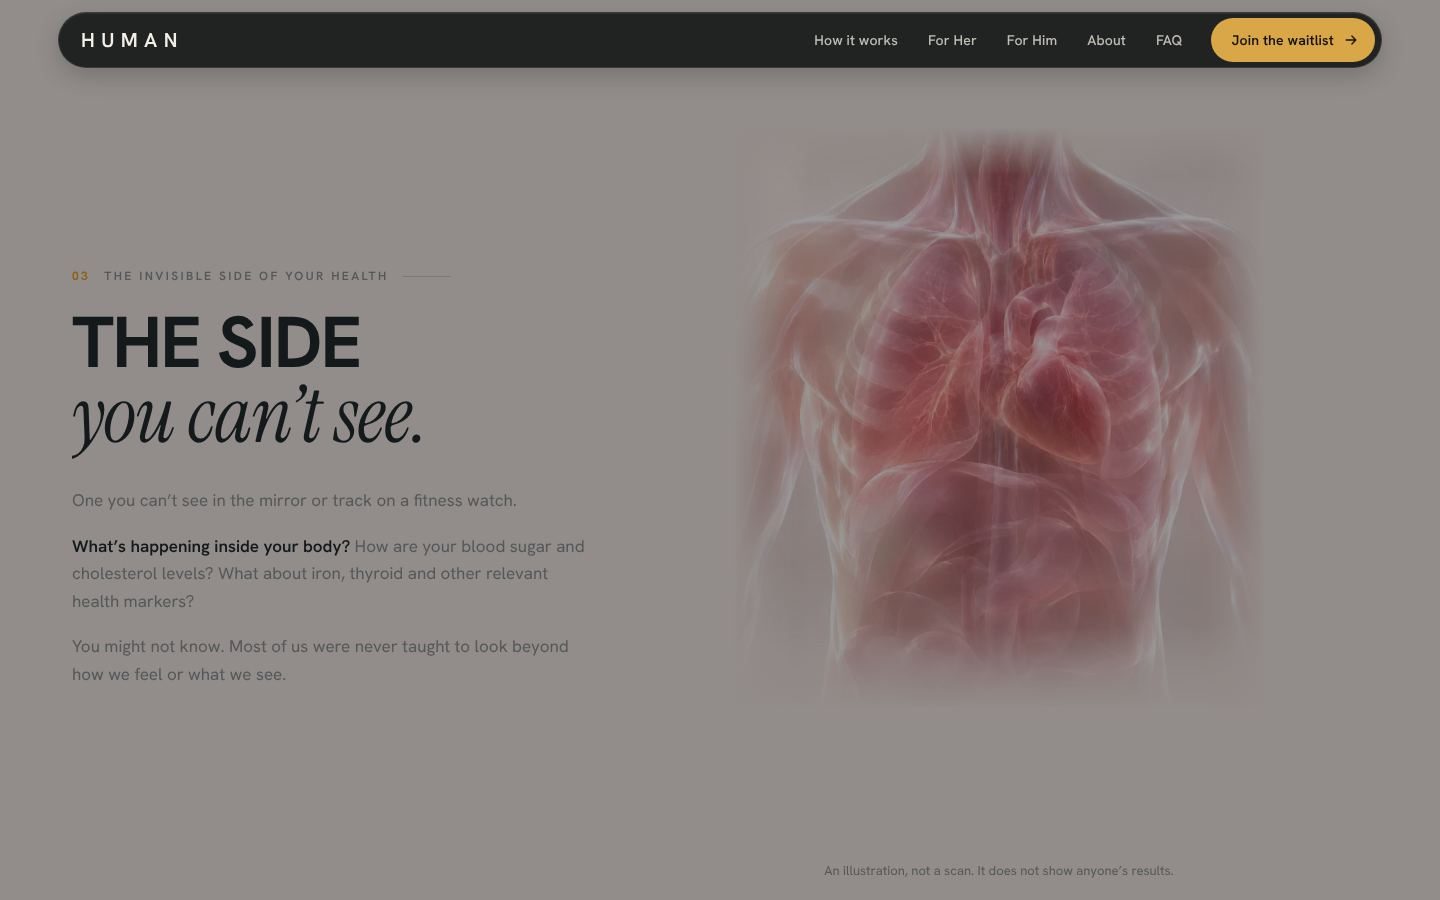 HUMAN
How it works
For Her
For Him
About
FAQ
Join the waitlist →
03 THE INVISIBLE SIDE OF YOUR HEALTH
THE SIDE
you can’t see.
One you can’t see in the mirror or track on a fitness watch.
What’s happening inside your body? How are your blood sugar and
cholesterol levels? What about iron, thyroid and other relevant
health markers?
You might not know. Most of us were never taught to look beyond
how we feel or what we see.
An illustration, not a scan. It does not show anyone’s results.